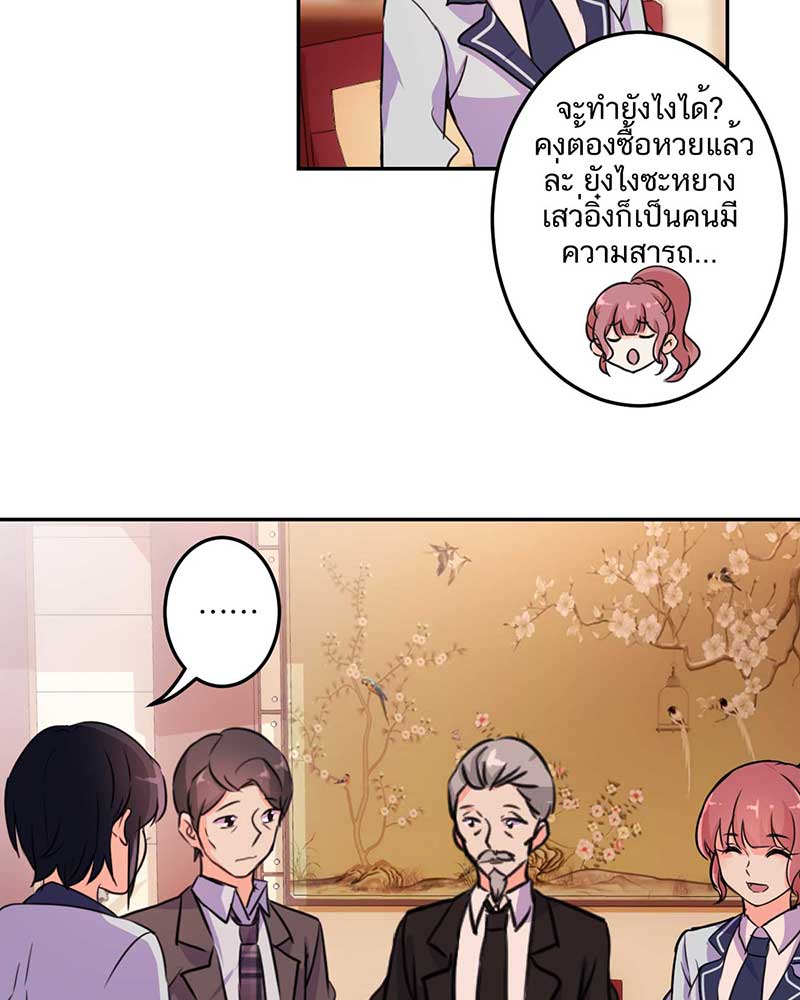 จะทำยังไงได้?
คงต้องซื้อหวยแล้ว
ล่ะ ยังไงซะหยาง
เสว่อิ๋งก็เป็นคนมี
ความสารถ...
......